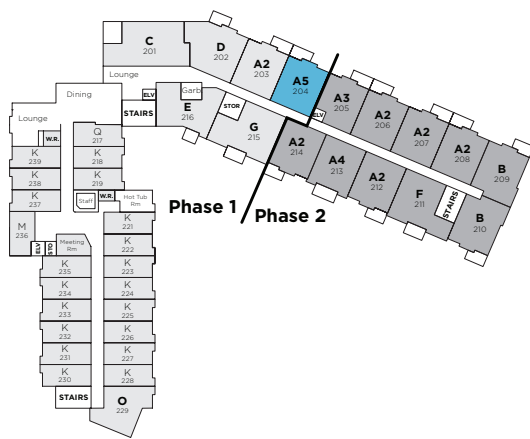 C
201
D
202
A2
203
A5
204
A3
205
A2
206
A2
207
A2
208
B
209
B
210
STAIRS
F
211
A2
212
A4
213
A2
214
ELV
Lounge
Garb
ELV
STAIRS
E
216
STOR
G
215
Dining
Lounge
W.R.
Q
217
K
218
K
219
K
239
K
238
K
237
Staff
W.R.
Hot Tub
Rm
Phase 1
Phase 2
M
236
ELV
STO
Meeting
Rm
K
221
K
222
K
223
K
224
K
225
K
226
K
227
K
228
O
229
K
235
K
234
K
233
K
232
K
231
K
230
STAIRS